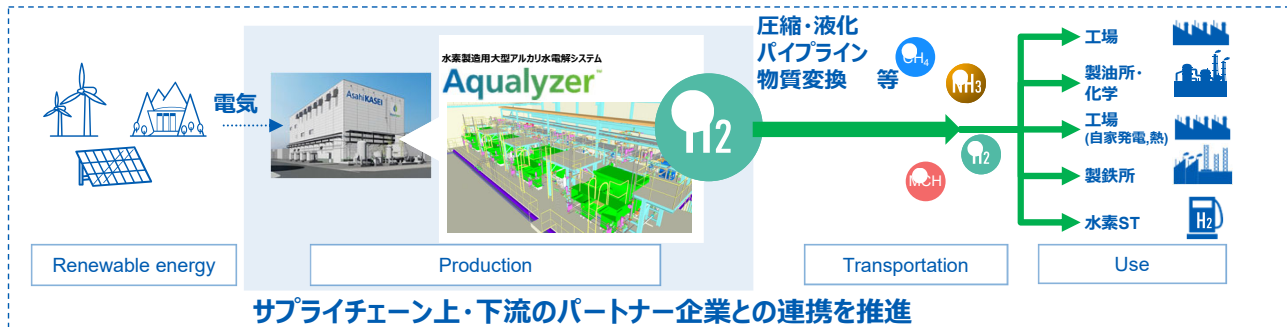 電気
AsahiKASEI
水素製造用大型アルカリ水電解システム
Aqualyzer™
H2
圧縮・液化
パイプライン
物質変換 等
CH4
NH3
H2
MCH
工場
製油所・
化学
工場
(自家発電,熱)
製鉄所
水素ST
H2
Renewable energy
Production
Transportation
Use
サプライチェーン上・下流のパートナー企業との連携を推進